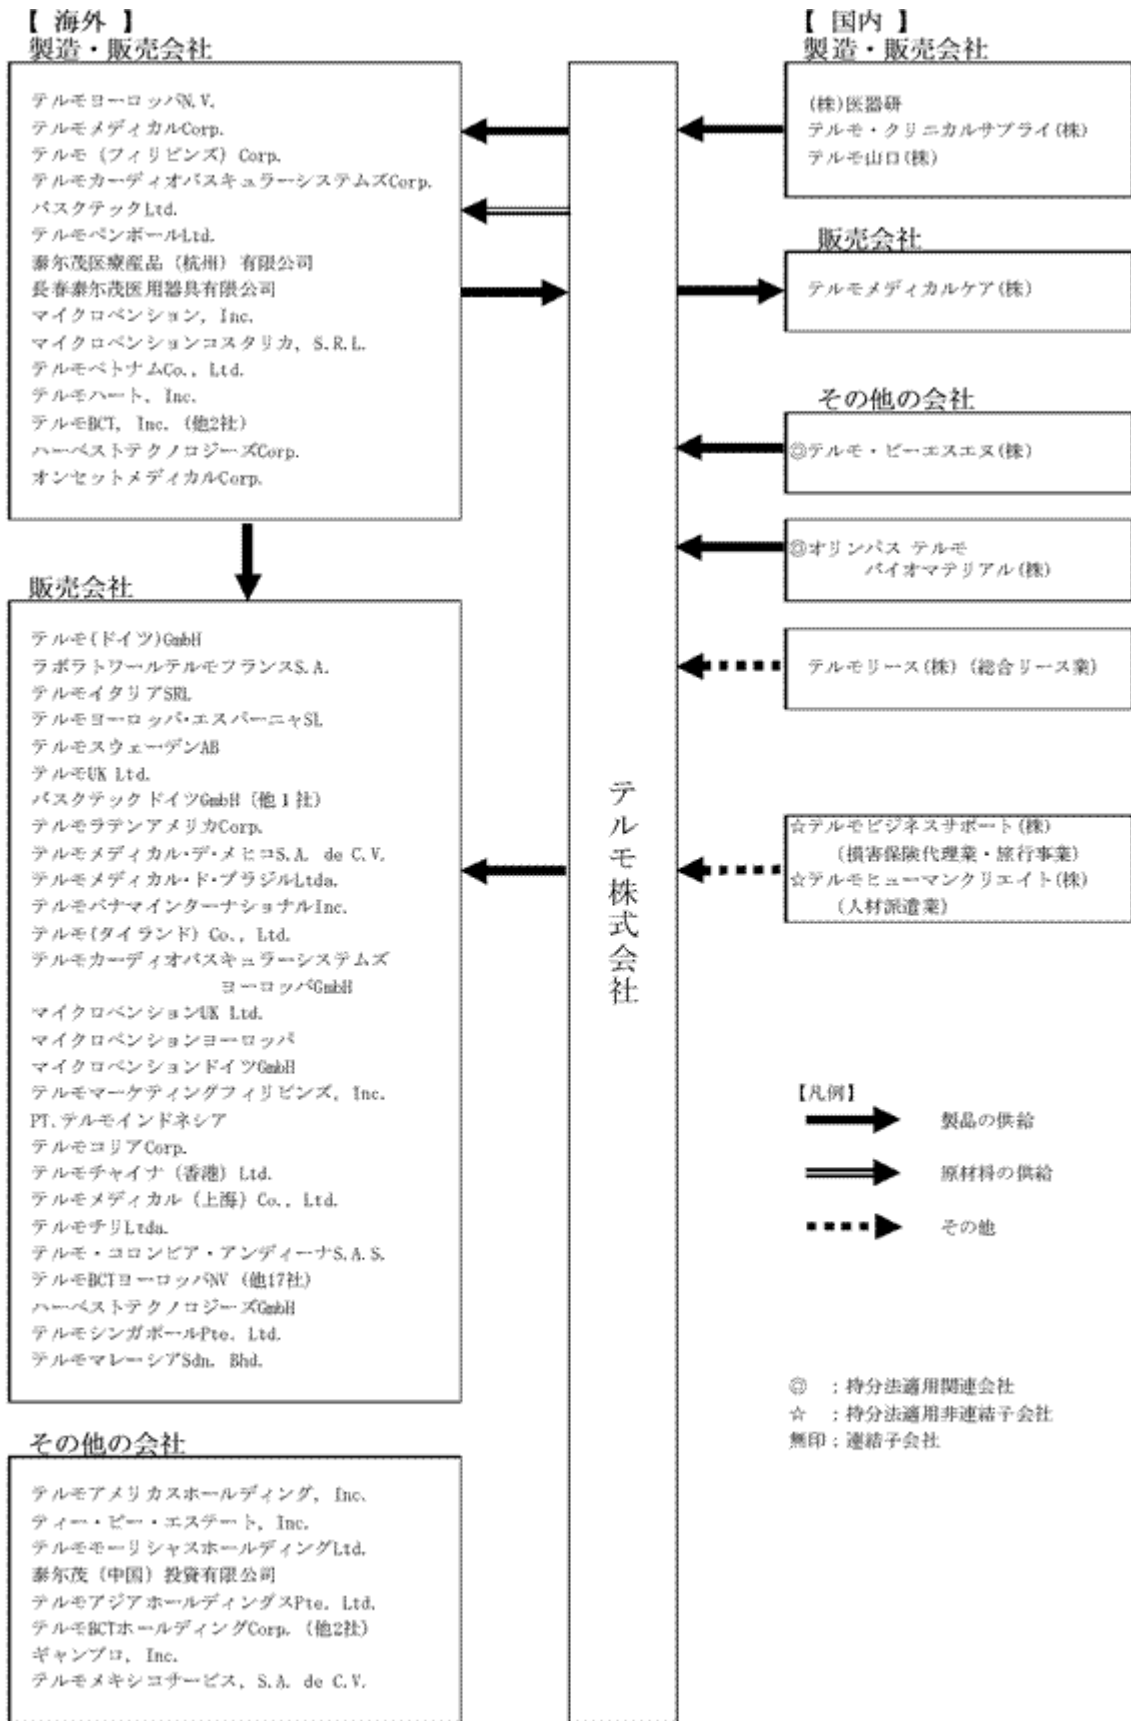 【 海外 】
製造・販売会社
テルモヨーロッパN.V.
テルモメディカルCorp.
テルモ（フィリピンズ）Corp.
テルモカーディオバスキュラーシステムズCorp.
バスクテックLtd.
テルモペンポールLtd.
泰尔茂医療産品（杭州）有限公司
長春泰尔茂医用器具有限公司
マイクロベンション, Inc.
マイクロベンションコスタリカ, S.R.L.
テルモベトナムCo., Ltd.
テルモハート, Inc.
テルモBCT, Inc.（他2社）
ハーベストテクノロジーズCorp.
オンセットメディカルCorp.
販売会社
テルモ(ドイツ)GmbH
ラボラトワールテルモフランスS.A.
テルモイタリアSRL
テルモヨーロッパ・エスパーニャSL
テルモスウェーデンAB
テルモUK Ltd.
バスクテックドイツGmbH（他１社）
テルモラテンアメリカCorp.
テルモメディカル・デ・メヒコS.A. de C.V.
テルモメディカル・ド・ブラジルLtda.
テルモパナマインターナショナルInc.
テルモ(タイランド) Co., Ltd.
テルモカーディオバスキュラーシステムズ
ヨーロッパGmbH
マイクロベンションUK Ltd.
マイクロベンションヨーロッパ
マイクロベンションドイツGmbH
テルモマーケティングフィリピンズ, Inc.
PT.テルモインドネシア
テルモコリアCorp.
テルモチャイナ（香港）Ltd.
テルモメディカル（上海）Co., Ltd.
テルモチリLtda.
テルモ・コロンビア・アンディーナS.A.S.
テルモBCTヨーロッパNV（他17社）
ハーベストテクノロジーズGmbH
テルモシンガポールPte. Ltd.
テルモマレーシアSdn. Bhd.
その他の会社
テルモアメリカスホールディング, Inc.
ティー・ピー・エステート, Inc.
テルモモーリシャスホールディングLtd.
泰尔茂（中国）投資有限公司
テルモアジアホールディングスPte. Ltd.
テルモBCTホールディングCorp.（他2社）
ギャンブロ, Inc.
テルモメキシコサービス, S.A. de C.V.
テルモ株式会社
【 国内 】
製造・販売会社
(株)医器研
テルモ・クリニカルサプライ(株)
テルモ山口(株)
販売会社
テルモメディカルケア(株)
その他の会社
◎テルモ・ビーエスエヌ(株)
◎オリンパス テルモ
バイオマテリアル(株)
テルモリース(株)（総合リース業）
☆テルモビジネスサポート(株)
（損害保険代理業・旅行事業）
☆テルモヒューマンクリエイト(株)
（人材派遣業）
【凡例】
製品の供給
原材料の供給
その他
◎ ：持分法適用関連会社
☆ ：持分法適用非連結子会社
無印：連結子会社